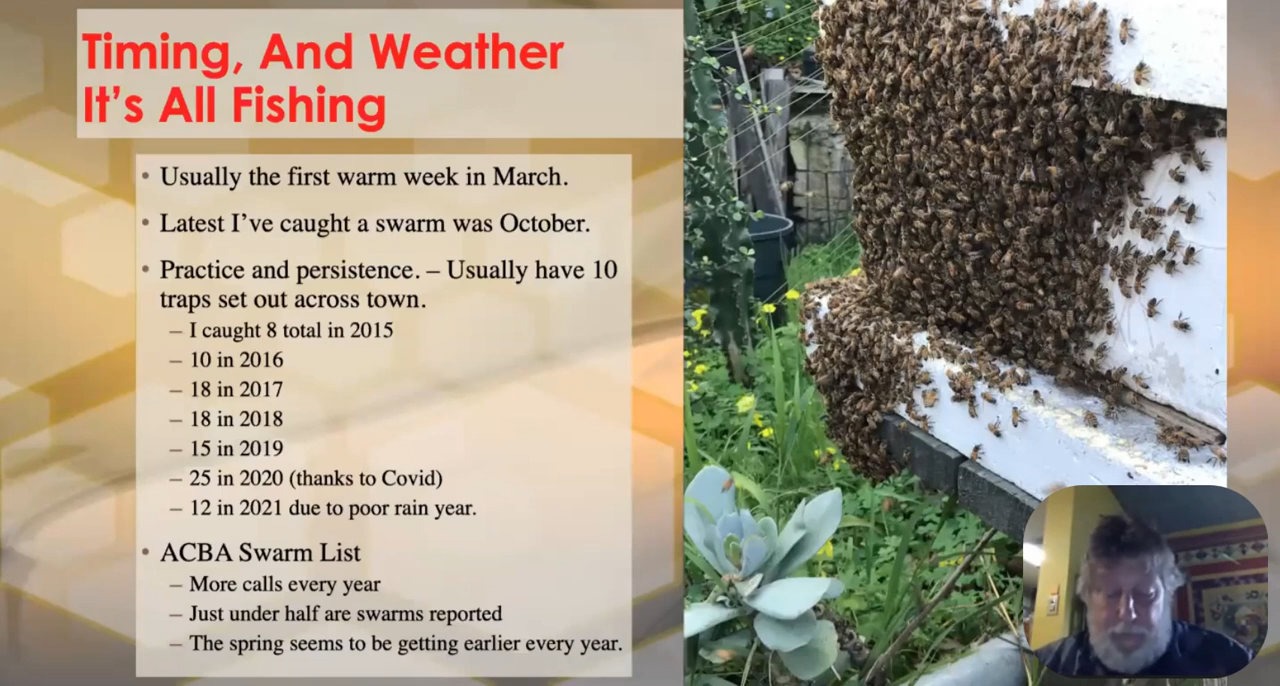 Timing, And Weather
It's All Fishing
• Usually the first warm week in March.
• Latest I've caught a swarm was October.
• Practice and persistence. – Usually have 10
traps set out across town.
– I caught 8 total in 2015
– 10 in 2016
– 18 in 2017
– 18 in 2018
– 15 in 2019
– 25 in 2020 (thanks to Covid)
– 12 in 2021 due to poor rain year.
• ACBA Swarm List
– More calls every year
– Just under half are swarms reported
– The spring seems to be getting earlier every year.